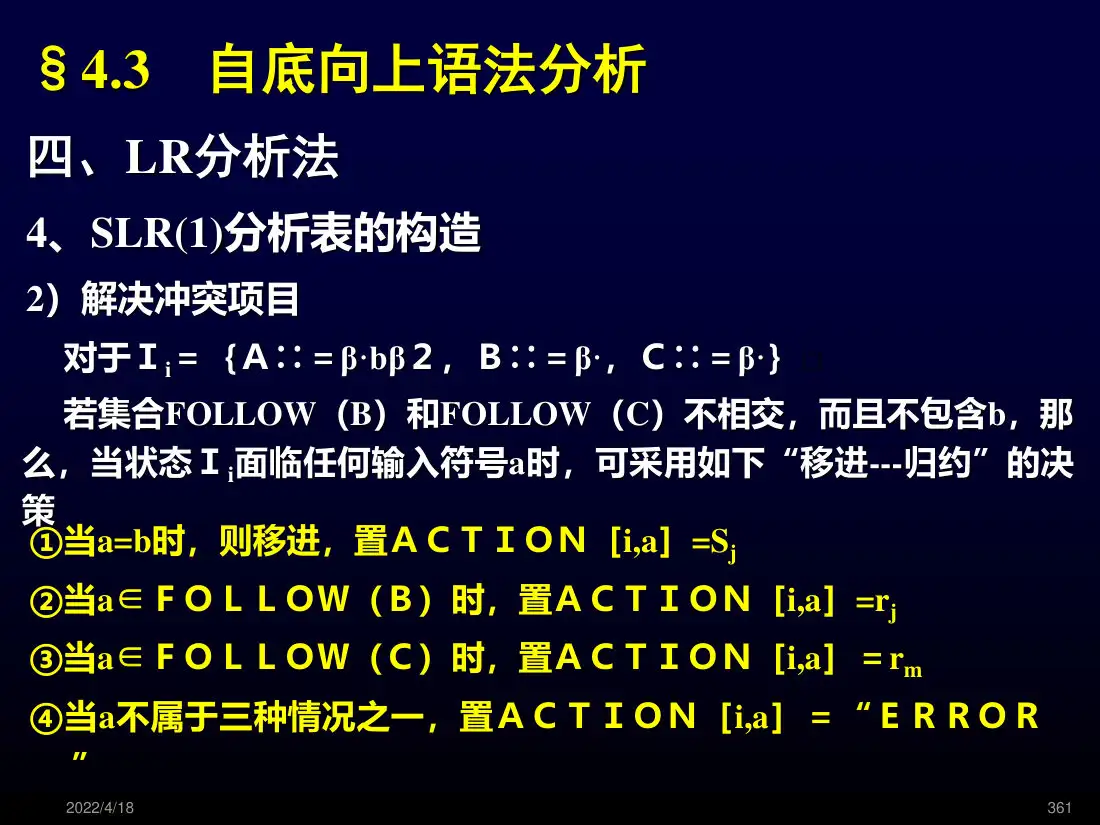 §4.3 自底向上语法分析
四、LR分析法
4、SLR(1)分析表的构造
2）解决冲突项目
对于Ｉi＝｛Ａ∷＝β·bβ２，Ｂ∷＝β·，Ｃ∷＝β·｝
若集合FOLLOW（B）和FOLLOW（C）不相交，而且不包含b，那
么，当状态Ｉi面临任何输入符号a时，可采用如下“移进---归约”的决
策
①当a=b时，则移进，置ＡＣＴＩＯＮ［i,a］=Sj
②当a∈ＦＯＬＬＯＷ（Ｂ）时，置ＡＣＴＩＯＮ［i,a］=rj
③当a∈ＦＯＬＬＯＷ（Ｃ）时，置ＡＣＴＩＯＮ［i,a］＝rm
④当a不属于三种情况之一，置ＡＣＴＩＯＮ［i,a］＝“ＥＲＲＯＲ
”
2022/4/18
361